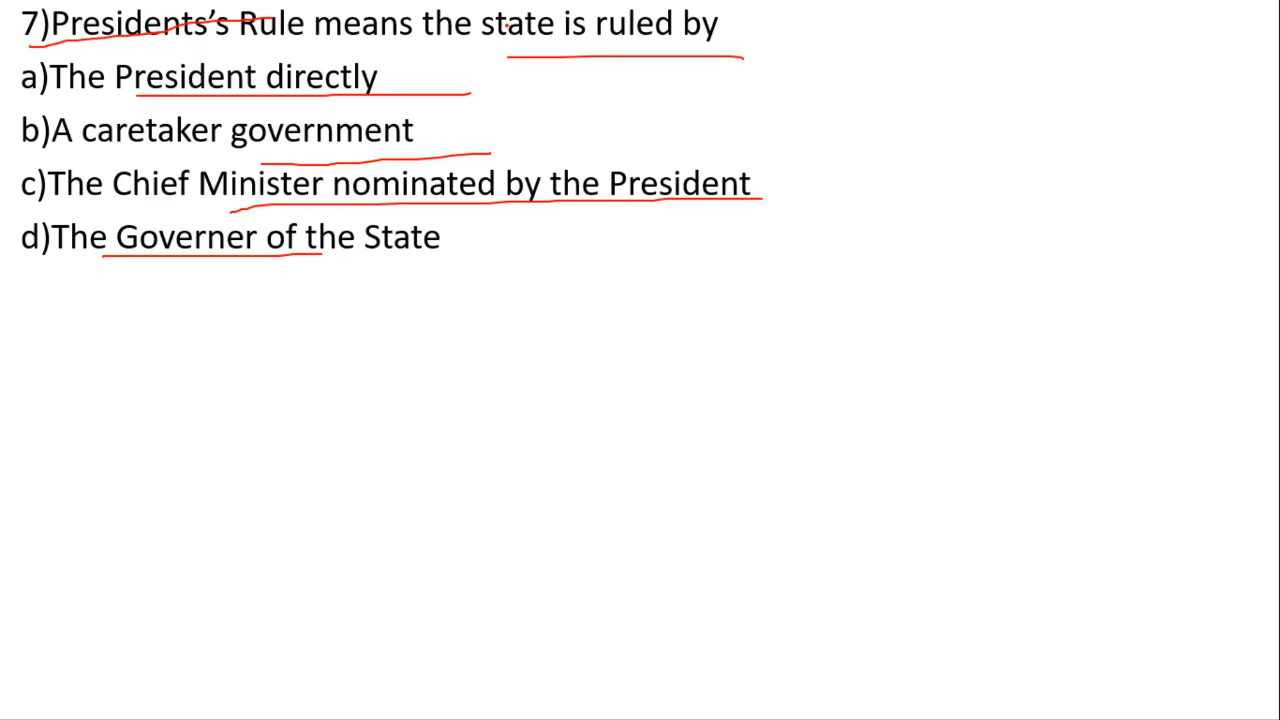 7)Presidents’s Rule means the state is ruled by
a)The President directly
b)A caretaker government
c)The Chief Minister nominated by the President
d)The Governer of the State